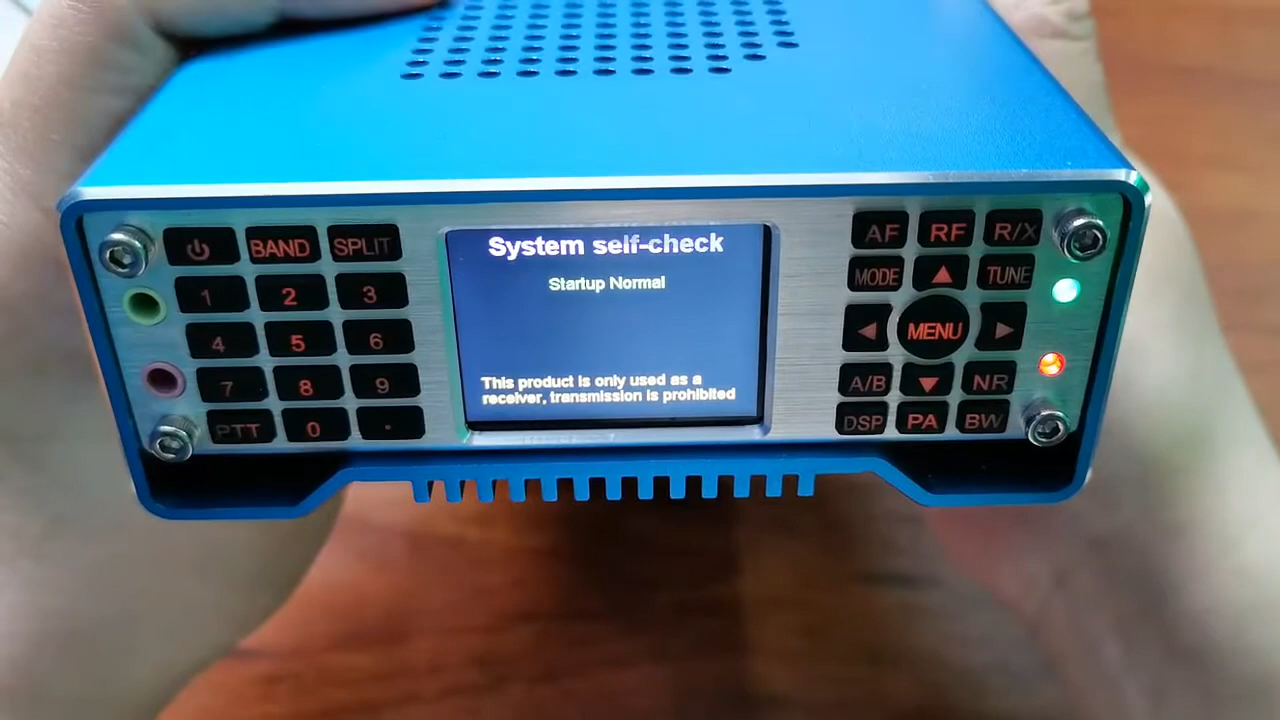 BAND SPLIT
1 2 3
4 5 6
7 8 9
PTT 0 .
System self-check
Startup Normal
This product is only used as a
receiver, transmission is prohibited
AF RF R/X
MODE TUNE
MENU
A/B NR
DSP PA BW